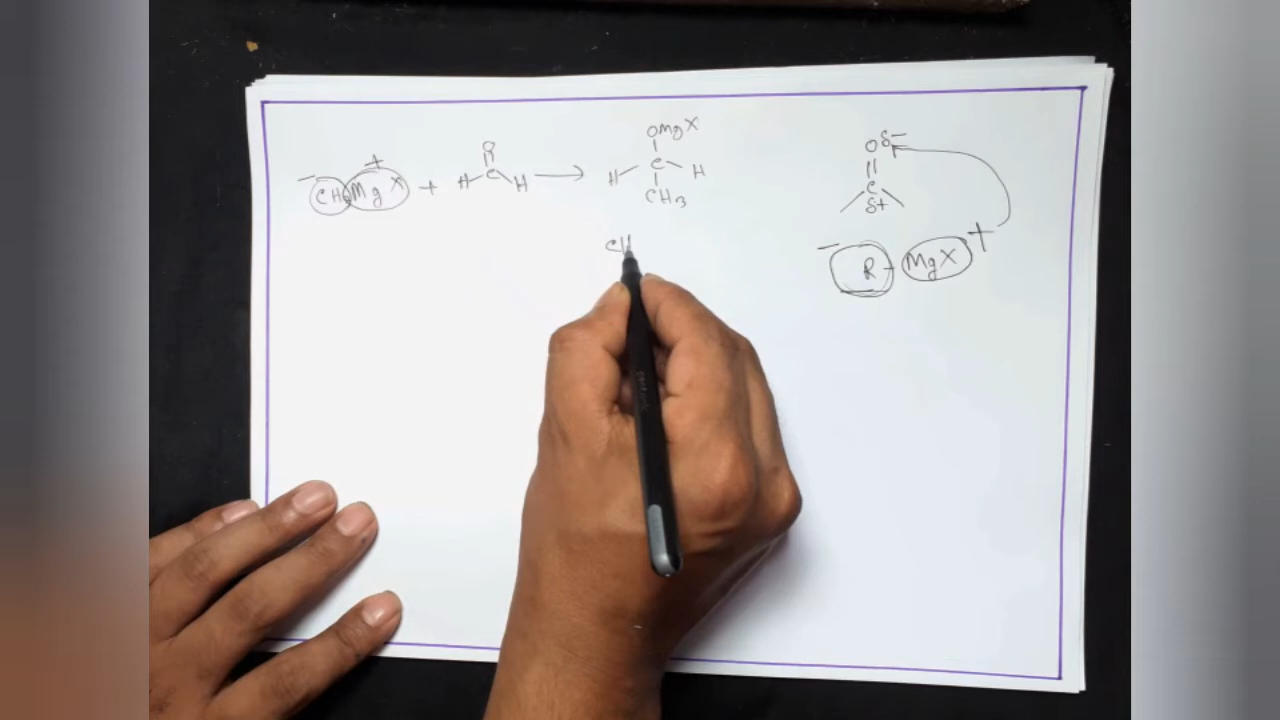 OMgX
O
CH3MgX + H C H → H C H
CH3
CH
O δ−
C
δ+
− R – MgX +